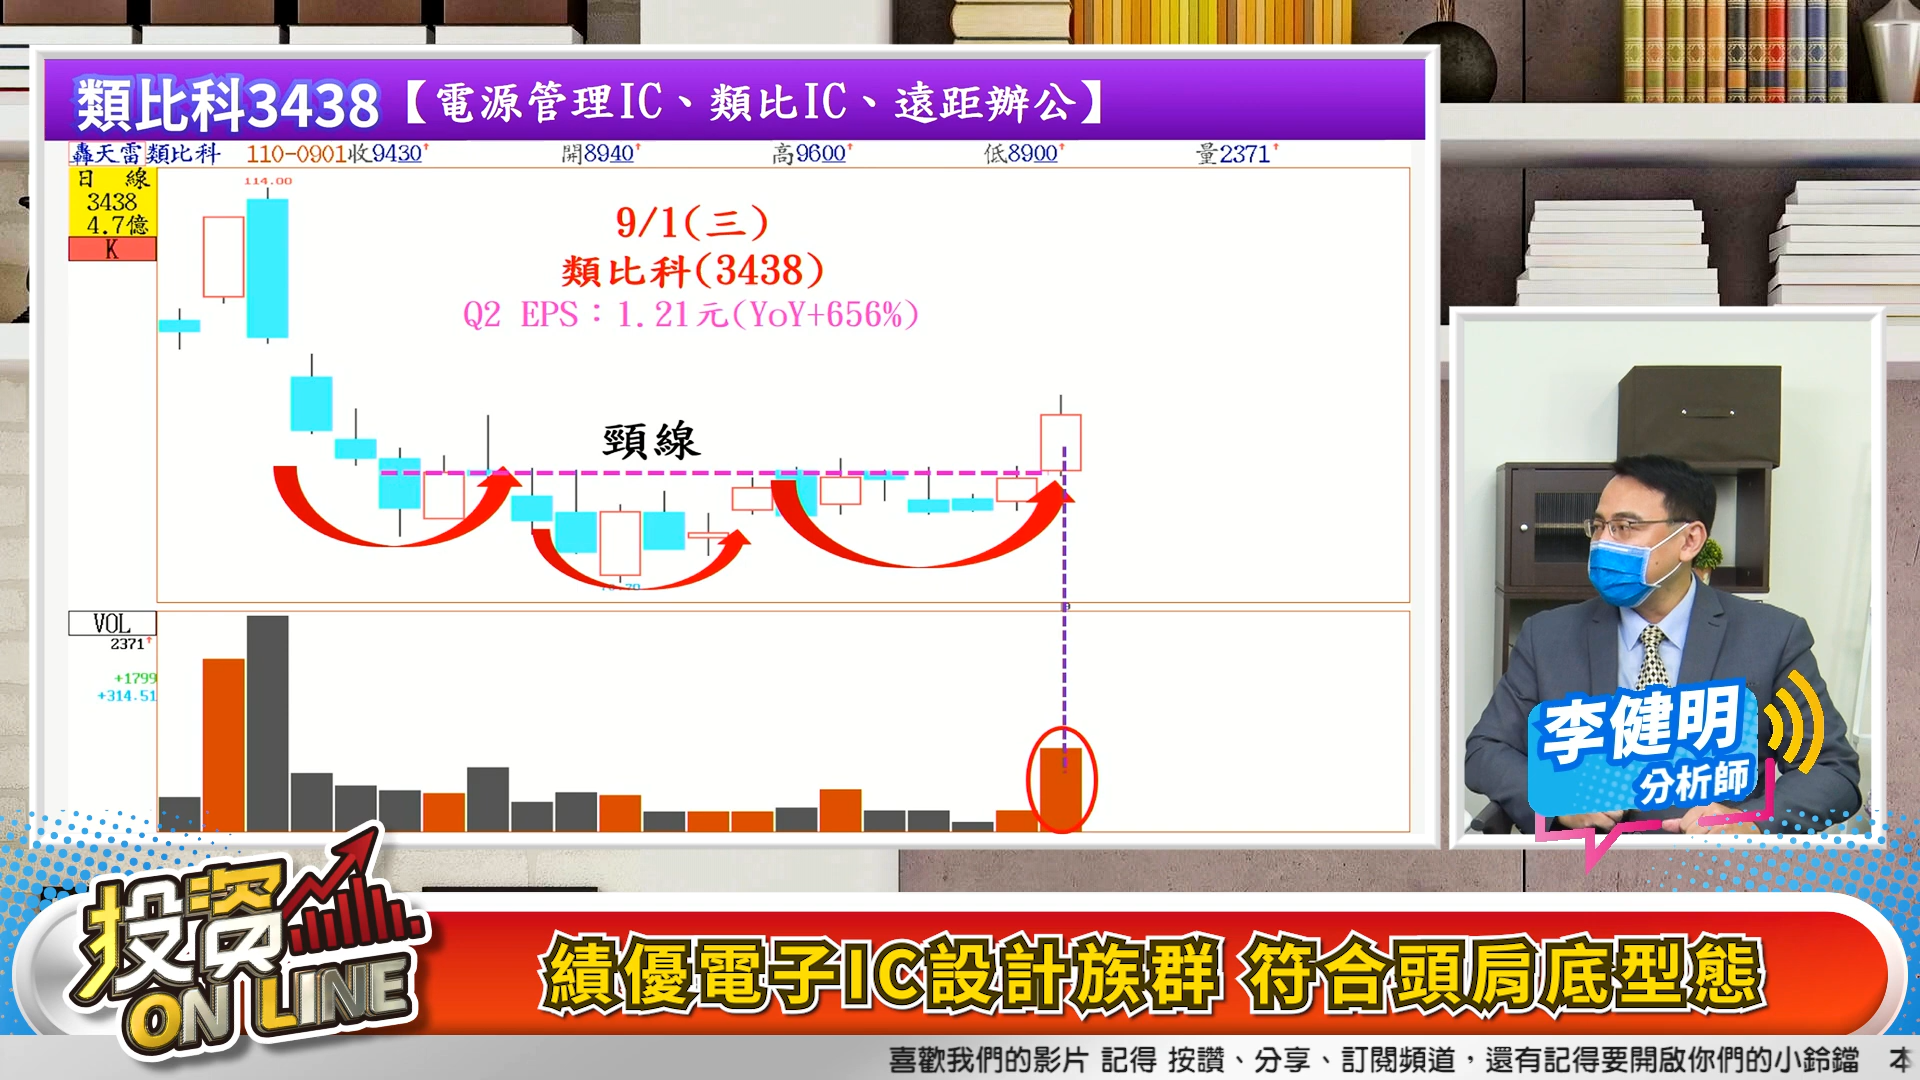 類比科3438【電源管理IC、類比IC、遠距辦公】
轟天雷 類比科 110-0901收9430↑ 開8940↑ 高9600↑ 低8900↑ 量2371↑
日 線
3438
4.7億
K
114.00
9/1(三)
類比科(3438)
Q2 EPS：1.21元(YoY+656%)
頸線
9
VOL
2371↑
+1799
+314.51
李健明
分析師
投資
ON LINE
績優電子IC設計族群 符合頭肩底型態
喜歡我們的影片 記得 按讚、分享、訂閱頻道，還有記得要開啟你們的小鈴鐺 本